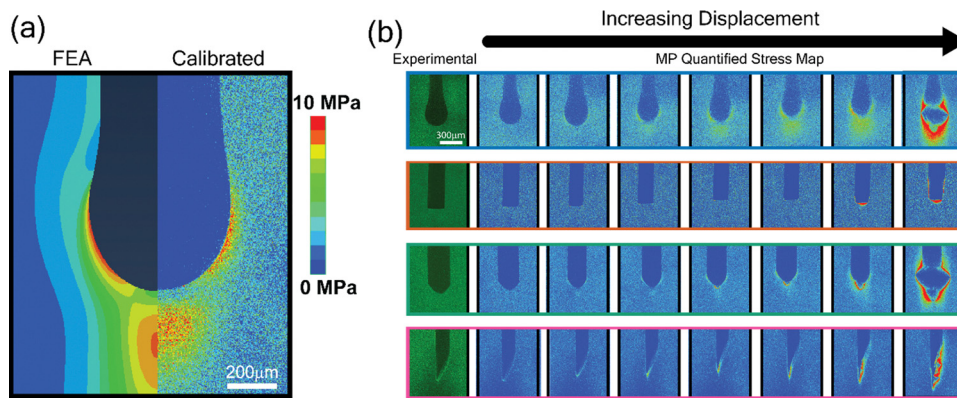 (a)
FEA
Calibrated
10 MPa
0 MPa
200μm
(b)
Increasing Displacement
Experimental
MP Quantified Stress Map
300μm